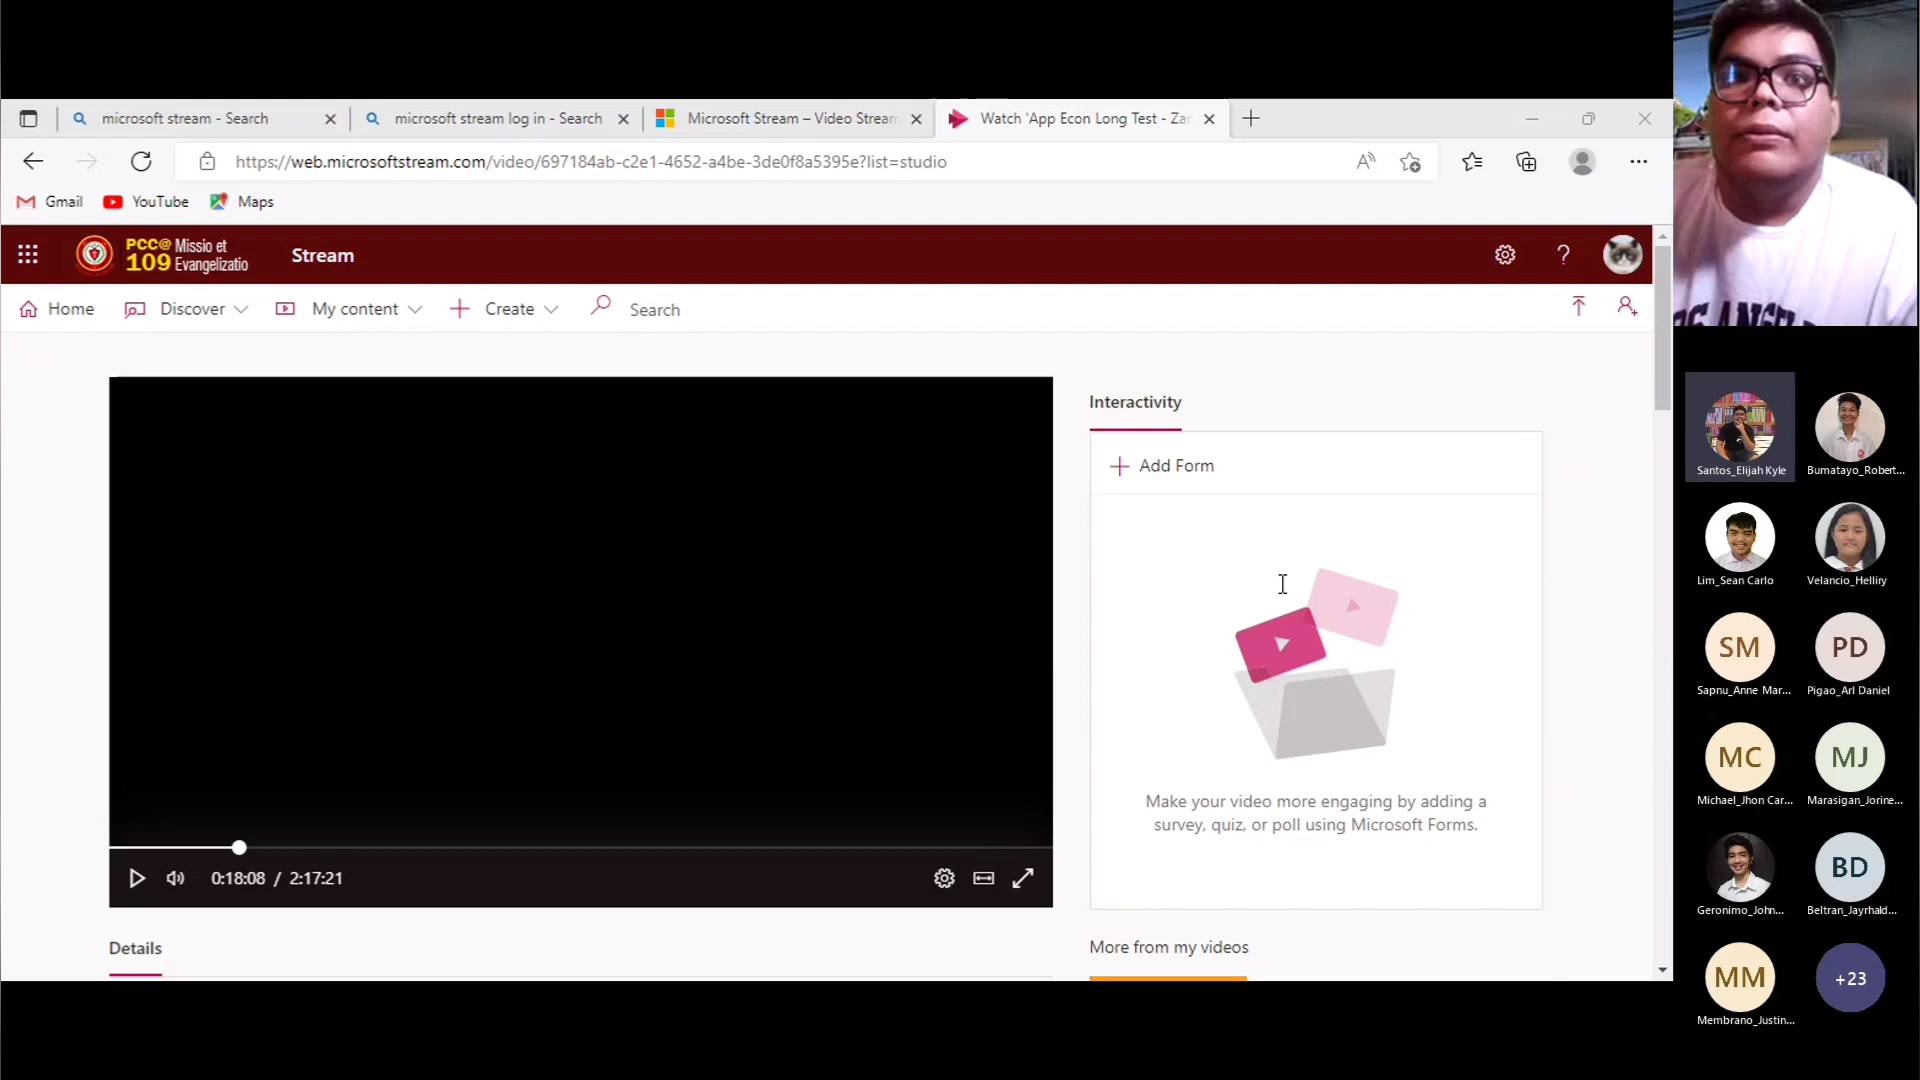 microsoft stream - Search
microsoft stream log in - Search
Microsoft Stream – Video Stream
Watch 'App Econ Long Test - Zar
https://web.microsoftstream.com/video/697184ab-c2e1-4652-a4be-3de0f8a5395e?list=studio
Gmail
YouTube
Maps
PCC@ Missio et
109 Evangelizatio
Stream
Home
Discover
My content
Create
Search
Interactivity
Add Form
Make your video more engaging by adding a
survey, quiz, or poll using Microsoft Forms.
0:18:08 / 2:17:21
Details
More from my videos
Santos_Elijah Kyle
Bumatayo_Robert...
Lim_Sean Carlo
Velancio_Helliry
SM
Sapnu_Anne Mar...
PD
Pigao_Arl Daniel
MC
Michael_Jhon Car...
MJ
Marasigan_Jorine...
Geronimo_John...
BD
Beltran_Jayrhald...
MM
Membrano_Justin...
+23